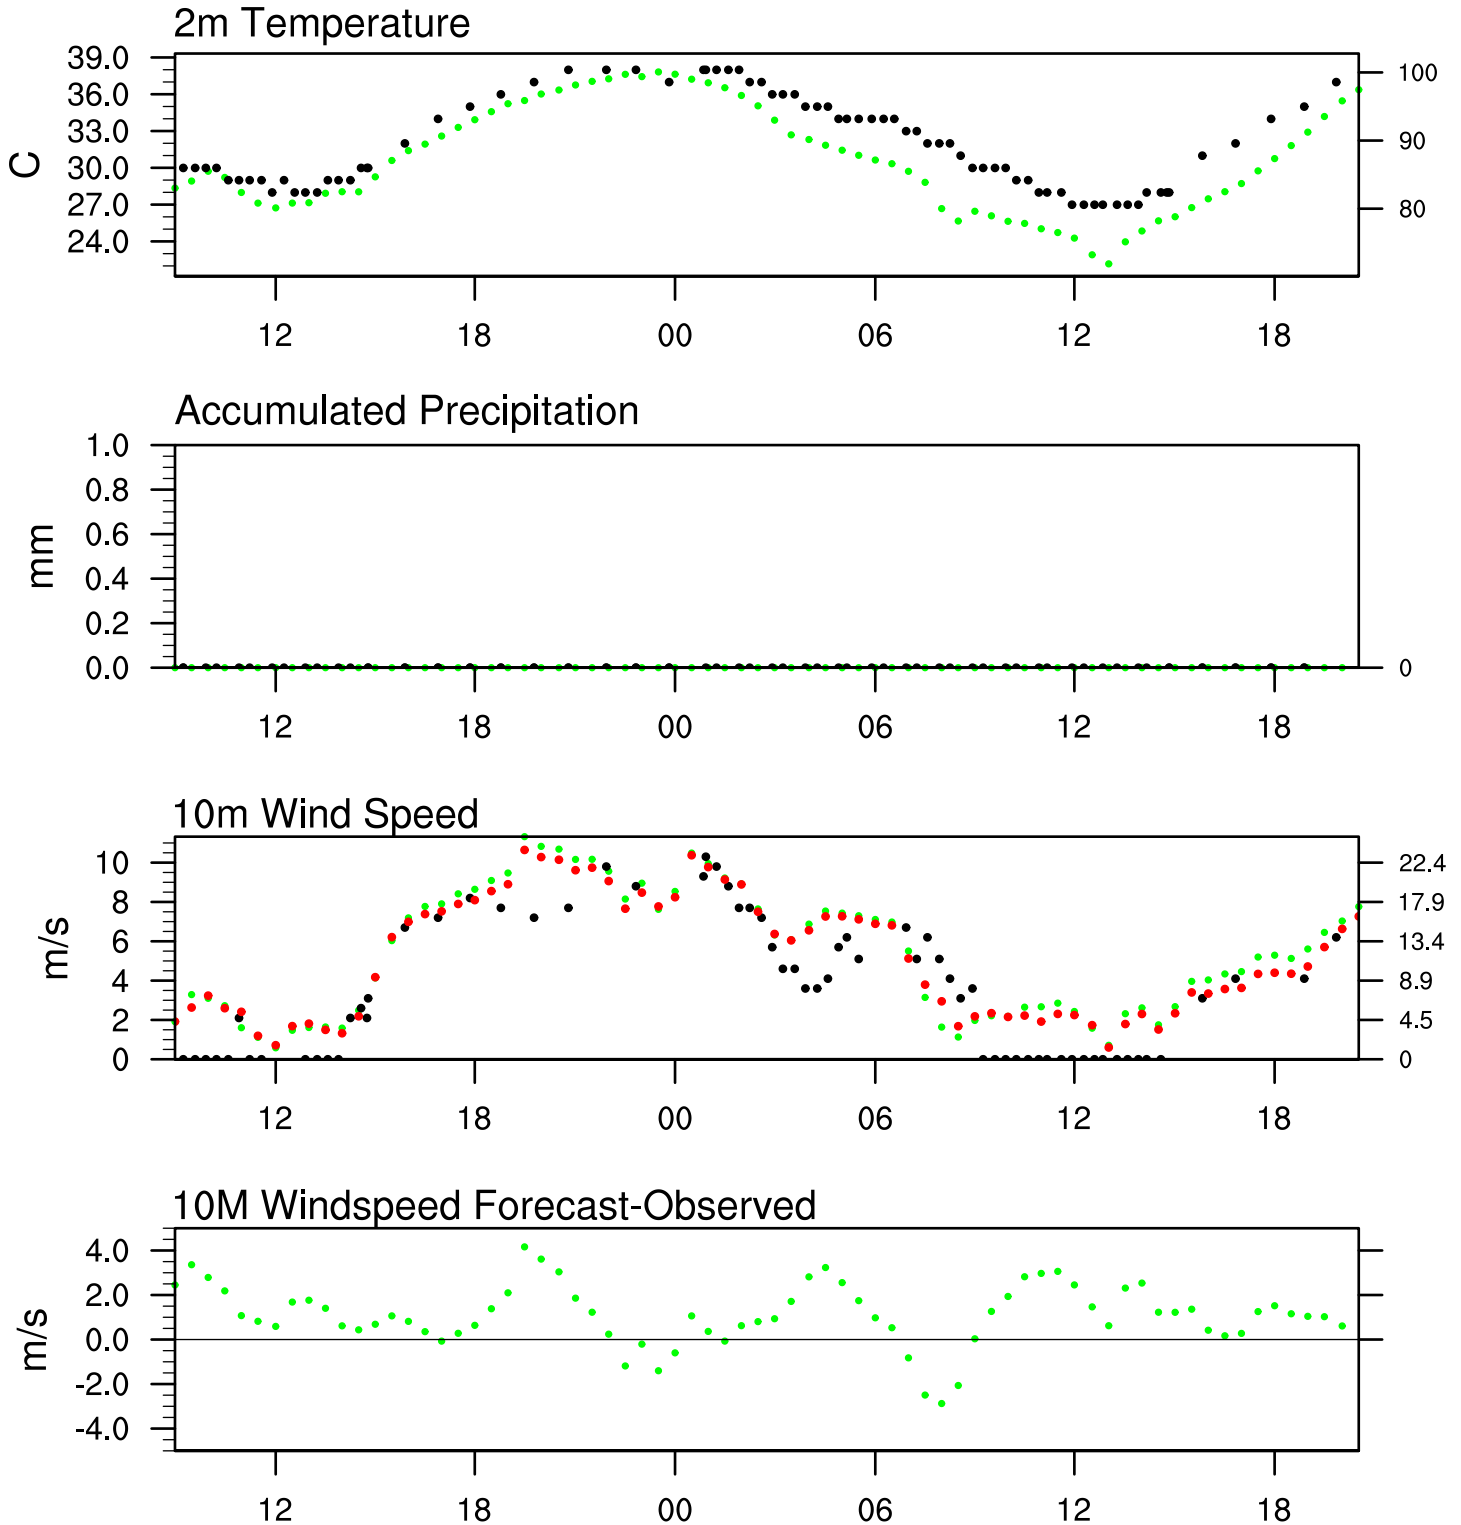 2m Temperature
39.0
36.0
33.0
30.0
27.0
24.0
C
100
90
80
12 18 00 06 12 18
Accumulated Precipitation
1.0
0.8
0.6
0.4
0.2
0.0
mm
0
12 18 00 06 12 18
10m Wind Speed
10
8
6
4
2
0
m/s
22.4
17.9
13.4
8.9
4.5
0
12 18 00 06 12 18
10M Windspeed Forecast-Observed
4.0
2.0
0.0
-2.0
-4.0
m/s
12 18 00 06 12 18